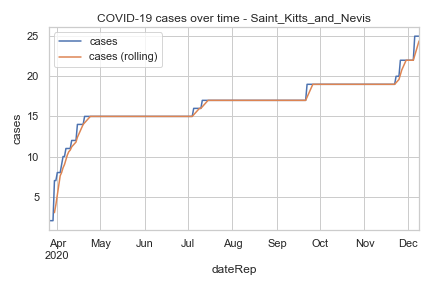 COVID-19 cases over time - Saint_Kitts_and_Nevis
cases
cases (rolling)
25
20
15
10
5
cases
Apr May Jun Jul Aug Sep Oct Nov Dec
2020
dateRep